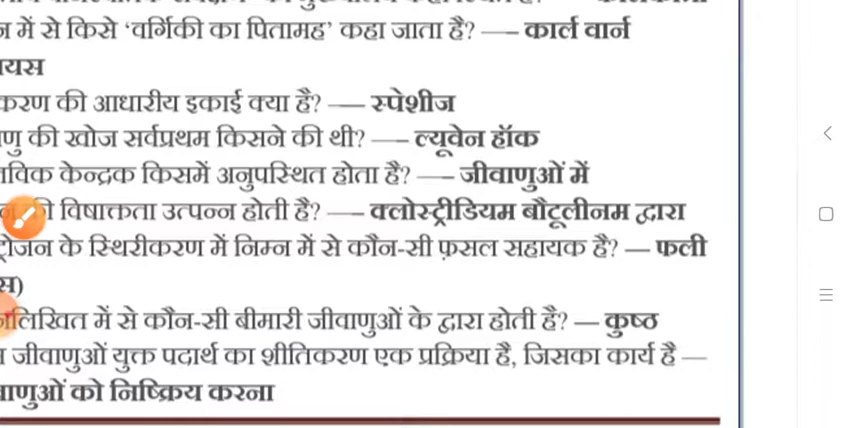 में से किसे ‘वर्गिकी का पितामह’ कहा जाता है? — कार्ल वार्न
यस
करण की आधारीय इकाई क्या है? — स्पेशीज
णु की खोज सर्वप्रथम किसने की थी? — ल्यूवेन हॉक
विक केन्द्रक किसमें अनुपस्थित होता है? — जीवाणुओं में
विषाक्तता उत्पन्न होती है? — क्लोस्ट्रीडियम बौटूलीनजम द्वारा
ट्रोजन के स्थिरीकरण में निम्न में से कौन-सी फ़सल सहायक है? — फली
स)
लिखित में से कौन-सी बीमारी जीवाणुओं के द्वारा होती है? — कुष्ठ
जीवाणुओं युक्त पदार्थ का शीतिकरण एक प्रक्रिया है, जिसका कार्य है —
वाणुओं को निष्क्रिय करना